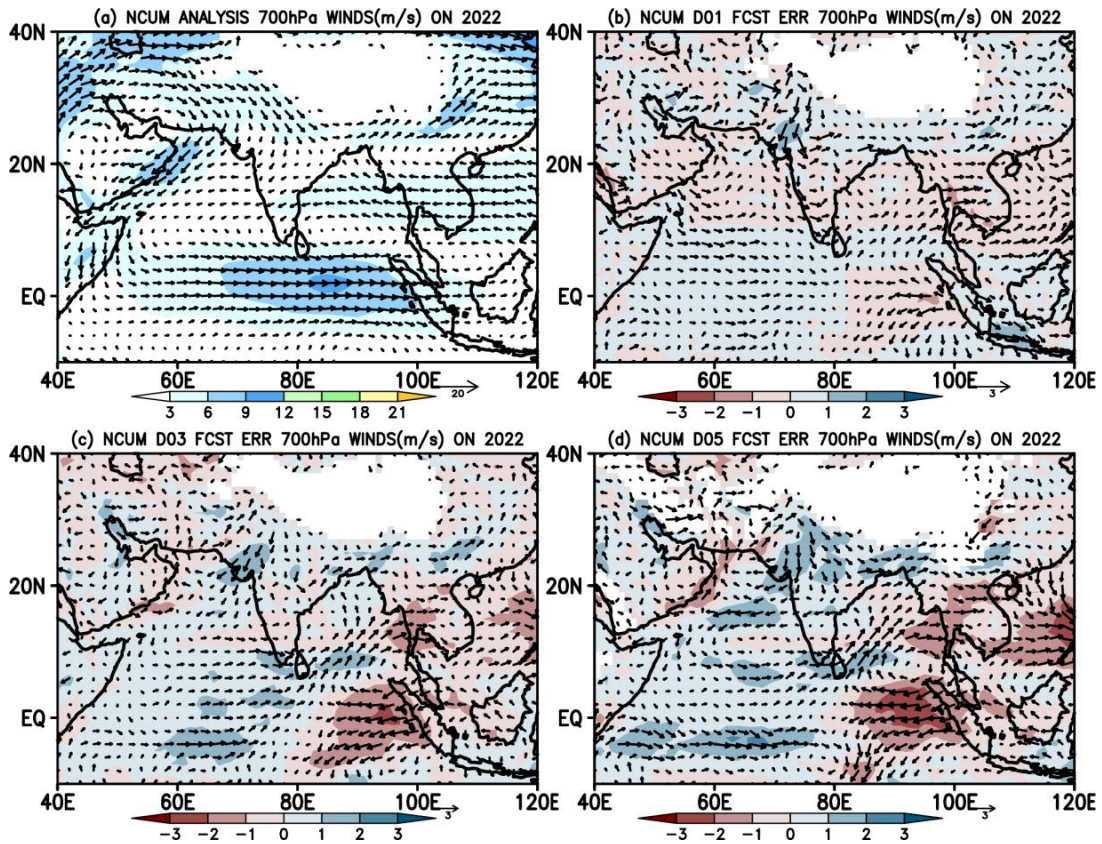 (a) NCUM ANALYSIS 700hPa WINDS(m/s) ON 2022
40N
20N
EQ
40E 60E 80E 100E 120E
20
3 6 9 12 15 18 21
(b) NCUM D01 FCST ERR 700hPa WINDS(m/s) ON 2022
40N
20N
EQ
40E 60E 80E 100E 120E
3
−3 −2 −1 0 1 2 3
(c) NCUM D03 FCST ERR 700hPa WINDS(m/s) ON 2022
40N
20N
EQ
40E 60E 80E 100E 120E
3
−3 −2 −1 0 1 2 3
(d) NCUM D05 FCST ERR 700hPa WINDS(m/s) ON 2022
40N
20N
EQ
40E 60E 80E 100E 120E
3
−3 −2 −1 0 1 2 3